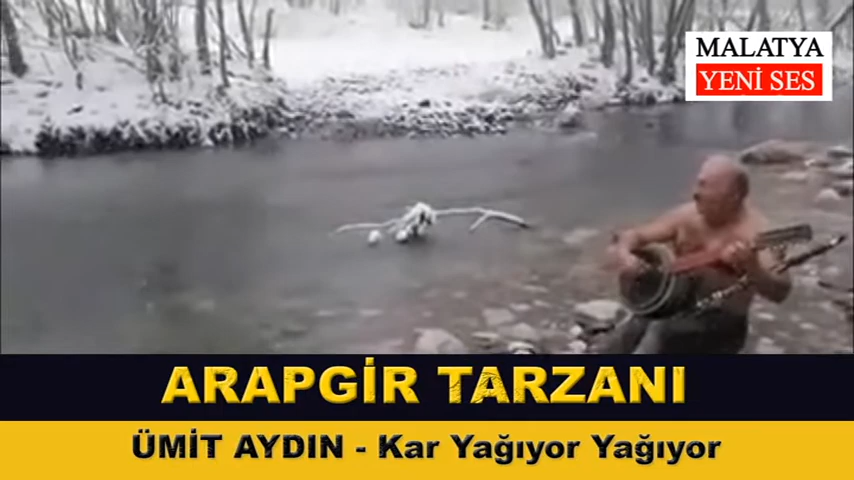 MALATYA
YENİ SES
ARAPGİR TARZANI
ÜMİT AYDIN - Kar Yağıyor Yağıyor